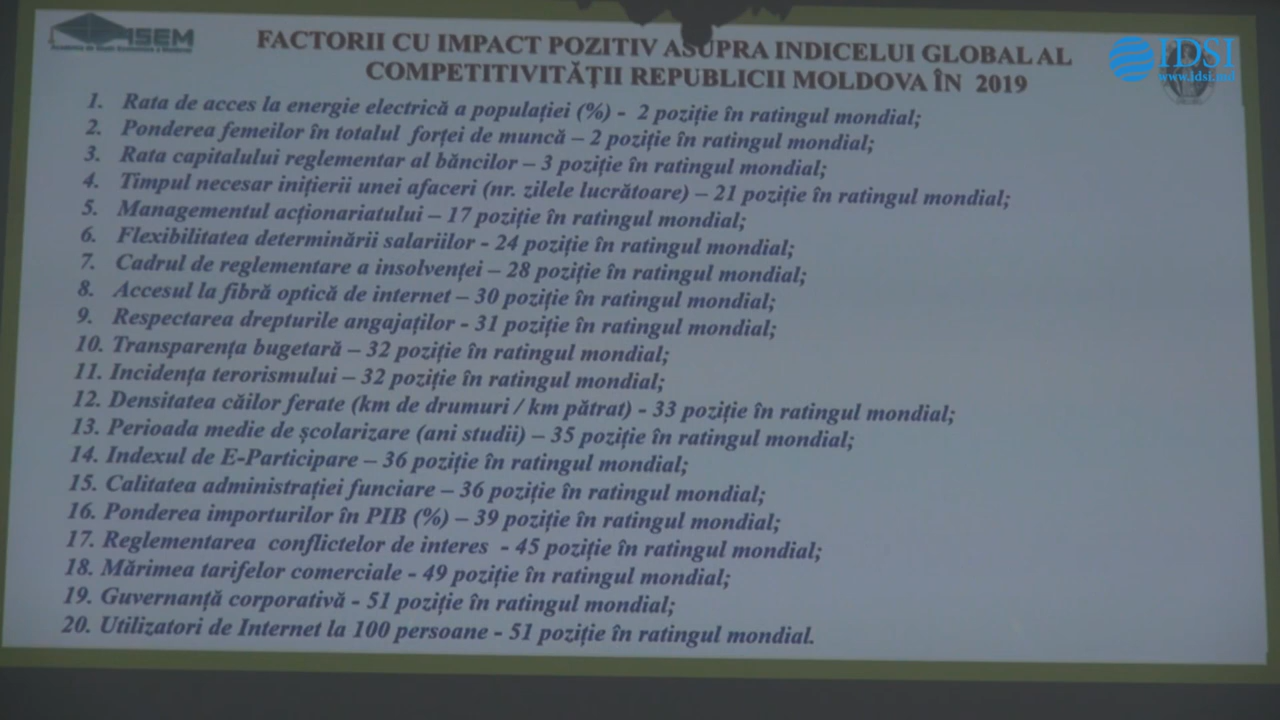 ASEM
FACTORII CU IMPACT POZITIV ASUPRA INDICELUI GLOBAL AL
COMPETITIVITĂȚII REPUBLICII MOLDOVA ÎN 2019
IDSI
www.idsi.md
1. Rata de acces la energie electrică a populației (%) - 2 poziție în ratingul mondial;
2. Ponderea femeilor în totalul forței de muncă – 2 poziție în ratingul mondial;
3. Rata capitalului reglementar al băncilor – 3 poziție în ratingul mondial;
4. Timpul necesar inițierii unei afaceri (nr. zilele lucrătoare) – 21 poziție în ratingul mondial;
5. Managementul acționariatului – 17 poziție în ratingul mondial;
6. Flexibilitatea determinării salariilor - 24 poziție în ratingul mondial;
7. Cadrul de reglementare a insolvenței – 28 poziție în ratingul mondial;
8. Accesul la fibră optică de internet – 30 poziție în ratingul mondial;
9. Respectarea drepturile angajaților - 31 poziție în ratingul mondial;
10. Transparența bugetară – 32 poziție în ratingul mondial;
11. Incidența terorismului – 32 poziție în ratingul mondial;
12. Densitatea căilor ferate (km de drumuri / km pătrat) - 33 poziție în ratingul mondial;
13. Perioada medie de școlarizare (ani studii) – 35 poziție în ratingul mondial;
14. Indexul de E-Participare – 36 poziție în ratingul mondial;
15. Calitatea administrației funciare – 36 poziție în ratingul mondial;
16. Ponderea importurilor în PIB (%) – 39 poziție în ratingul mondial;
17. Reglementarea conflictelor de interes - 45 poziție în ratingul mondial;
18. Mărimea tarifelor comerciale - 49 poziție în ratingul mondial;
19. Guvernanță corporativă - 51 poziție în ratingul mondial;
20. Utilizatori de Internet la 100 persoane - 51 poziție în ratingul mondial.